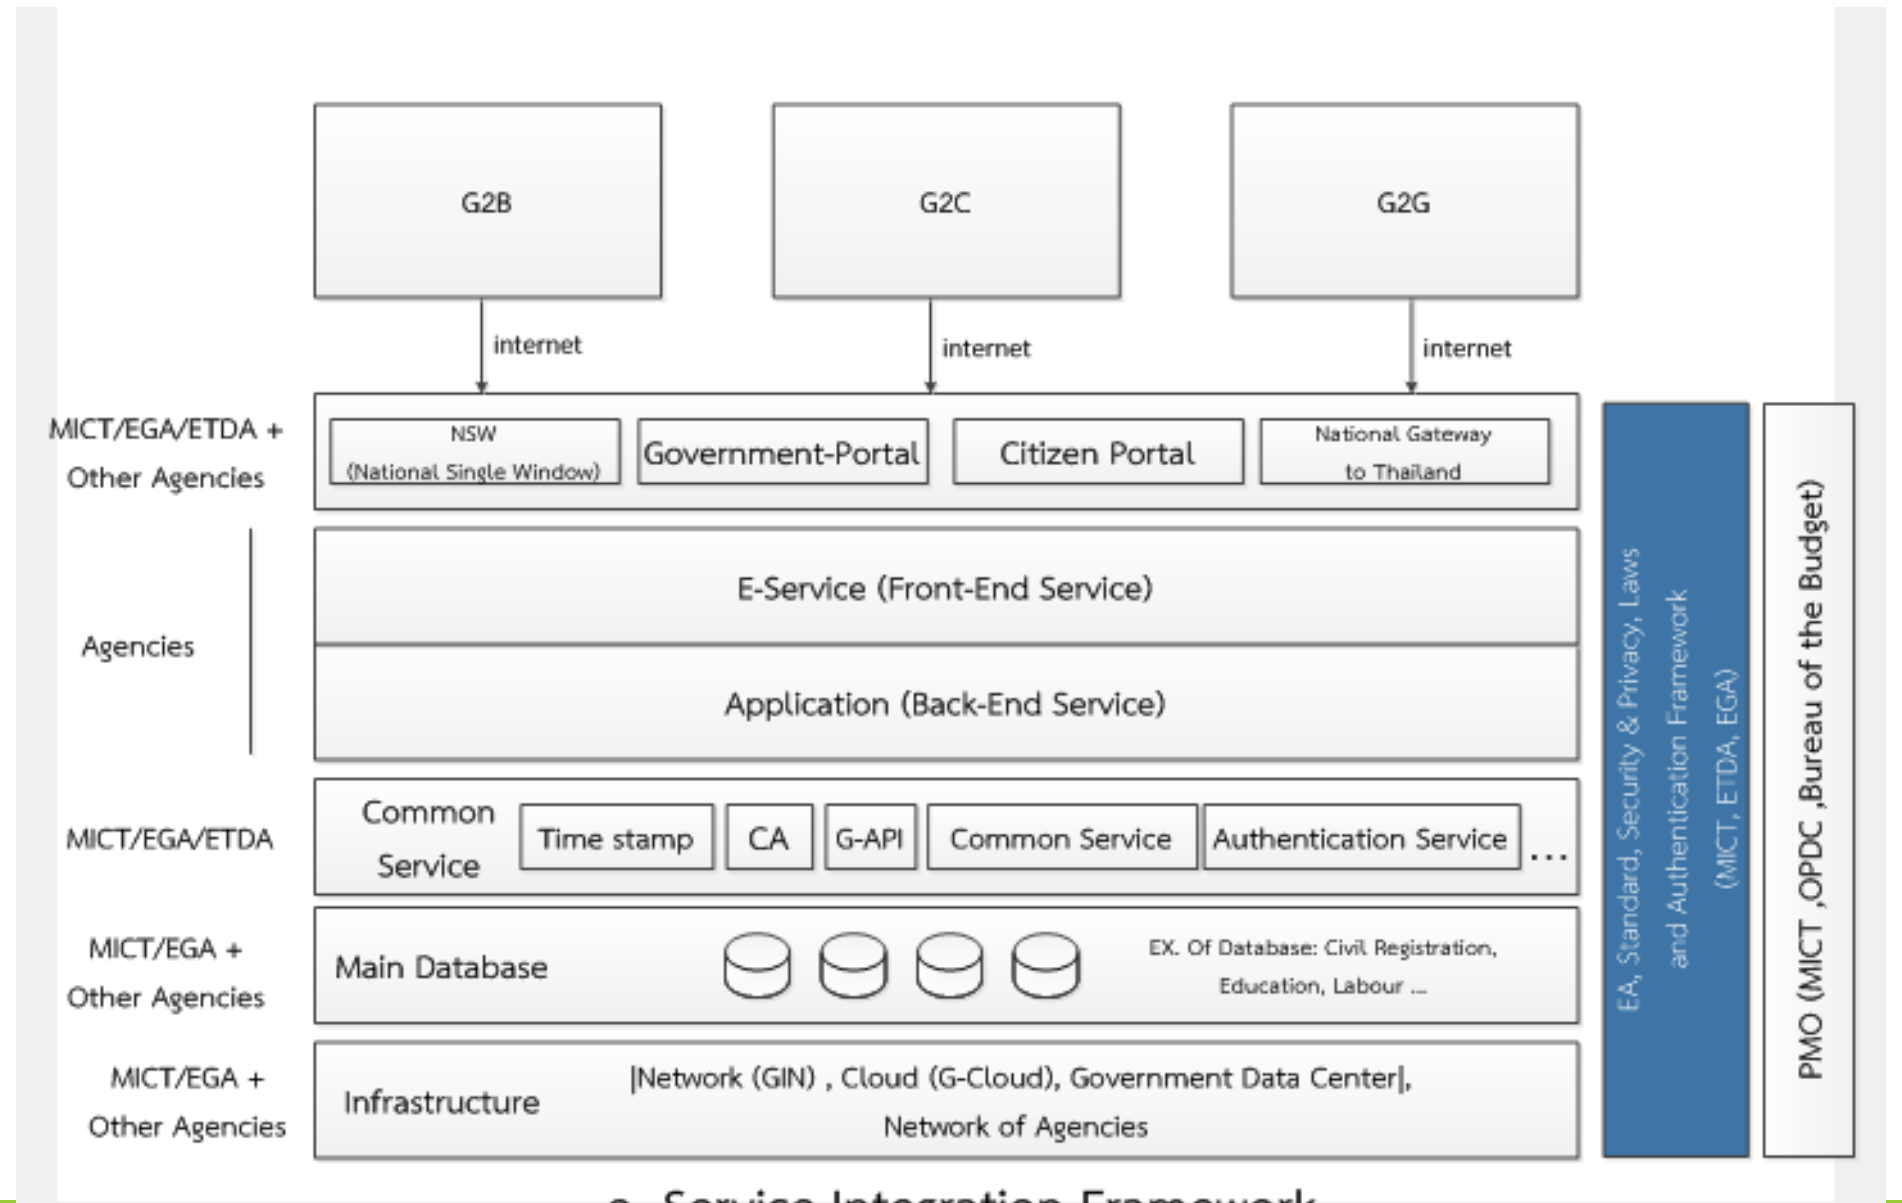 G2B
G2C
G2G
internet
internet
internet
MICT/EGA/ETDA +
Other Agencies
NSW
(National Single Window)
Government-Portal
Citizen Portal
National Gateway
to Thailand
E-Service (Front-End Service)
Agencies
Application (Back-End Service)
MICT/EGA/ETDA
Common
Service
Time stamp
CA
G-API
Common Service
Authentication Service
...
MICT/EGA +
Other Agencies
Main Database
EX. Of Database: Civil Registration,
Education, Labour ...
MICT/EGA +
Other Agencies
Infrastructure
|Network (GIN) , Cloud (G-Cloud), Government Data Center|,
Network of Agencies
EA, Standard, Security & Privacy, Laws
and Authentication Framework
(MICT, ETDA, EGA)
PMO (MICT ,OPDC ,Bureau of the Budget)
e- Service Integration Framework